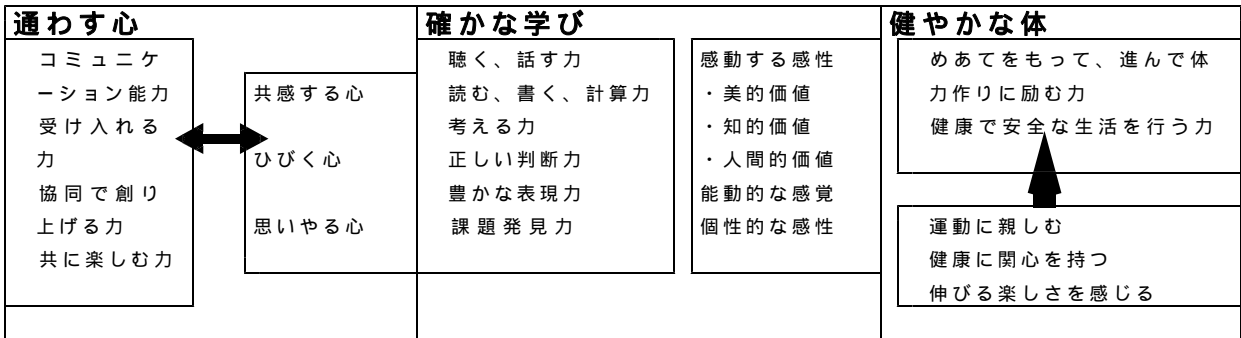 通わす心
コミュニケ
ーション能力
受け入れる
力
協同で創り
上げる力
共に楽しむ力
共感する心
ひびく心
思いやる心
確かな学び
聴く、話す力
読む、書く、計算力
考える力
正しい判断力
豊かな表現力
課題発見力
感動する感性
・美的価値
・知的価値
・人間的価値
能動的な感覚
個性的な感性
健やかな体
めあてをもって、進んで体
力作りに励む力
健康で安全な生活を行う力
運動に親しむ
健康に関心を持つ
伸びる楽しさを感じる